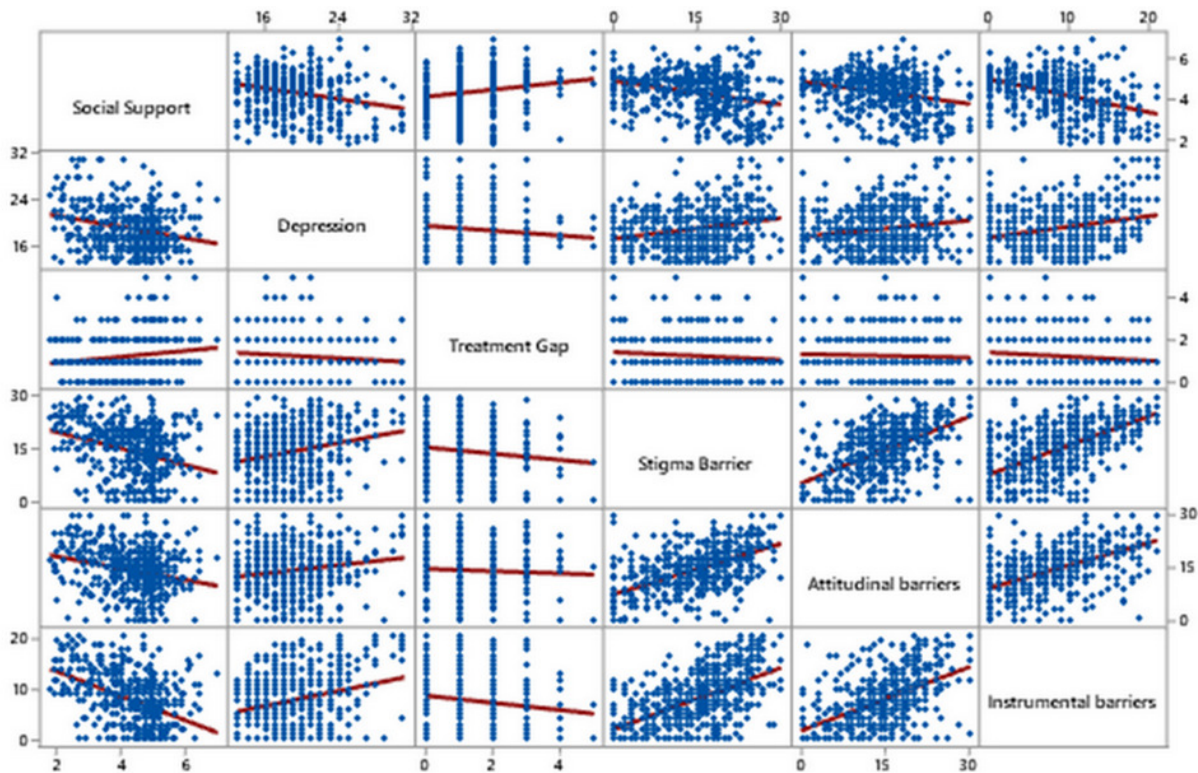 16 24 32 0 15 30 0 10 20
Social Support
6
4
2
32
24
16
Depression
Treatment Gap
4
2
0
30
15
0
Stigma Barrier
Attitudinal barriers
30
15
0
20
10
0
Instrumental barriers
2 4 6 0 2 4 0 15 30